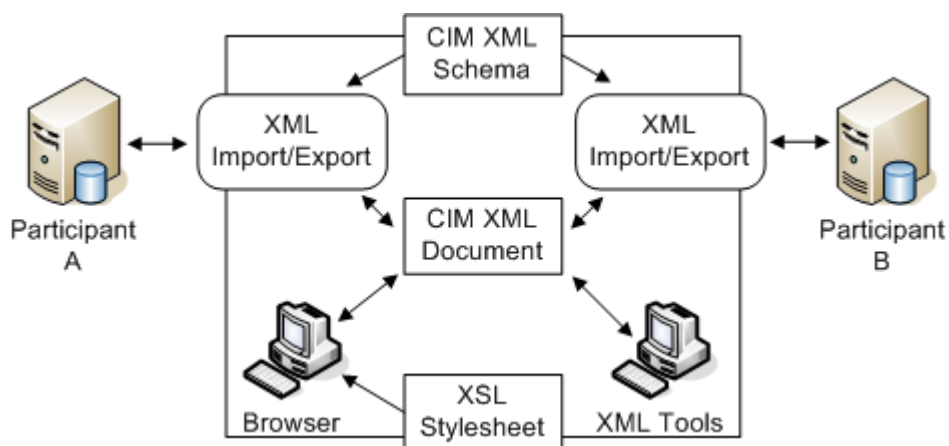 CIM XML
Schema
XML
Import/Export
XML
Import/Export
Participant
A
CIM XML
Document
Participant
B
Browser
XSL
Stylesheet
XML Tools